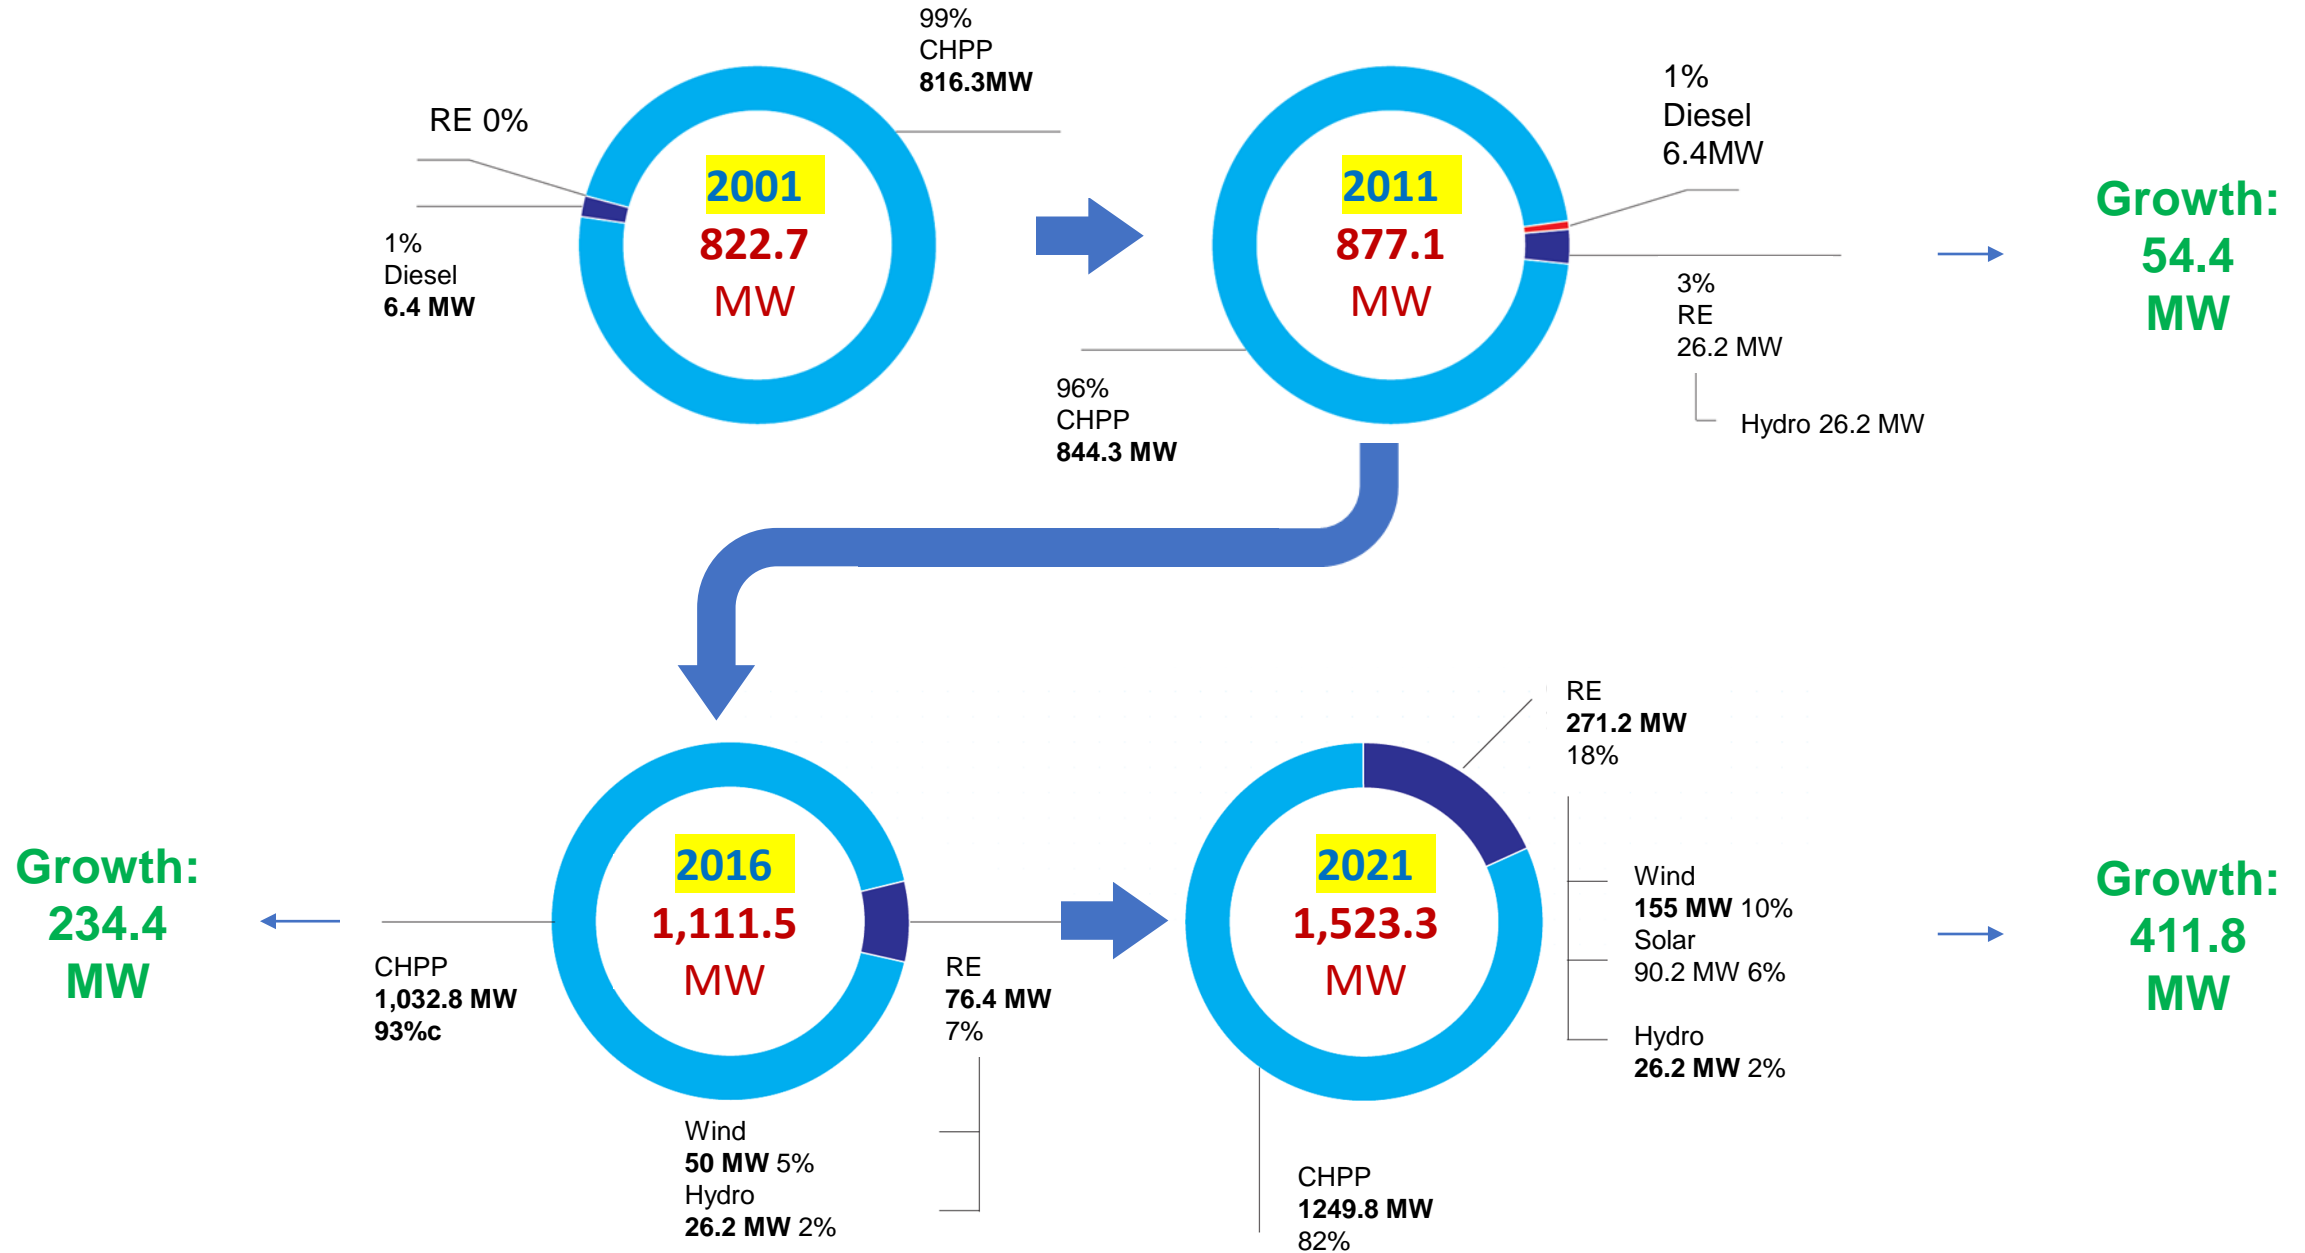 99%
CHPP
816.3MW
RE 0%
1%
Diesel
6.4 MW
2001
822.7
MW
2011
877.1
MW
1%
Diesel
6.4MW
3%
RE
26.2 MW
Hydro 26.2 MW
96%
CHPP
844.3 MW
Growth:
54.4
MW
Growth:
234.4
MW
CHPP
1,032.8 MW
93%c
2016
1,111.5
MW
RE
76.4 MW
7%
Wind
50 MW 5%
Hydro
26.2 MW 2%
2021
1,523.3
MW
RE
271.2 MW
18%
Wind
155 MW 10%
Solar
90.2 MW 6%
Hydro
26.2 MW 2%
CHPP
1249.8 MW
82%
Growth:
411.8
MW